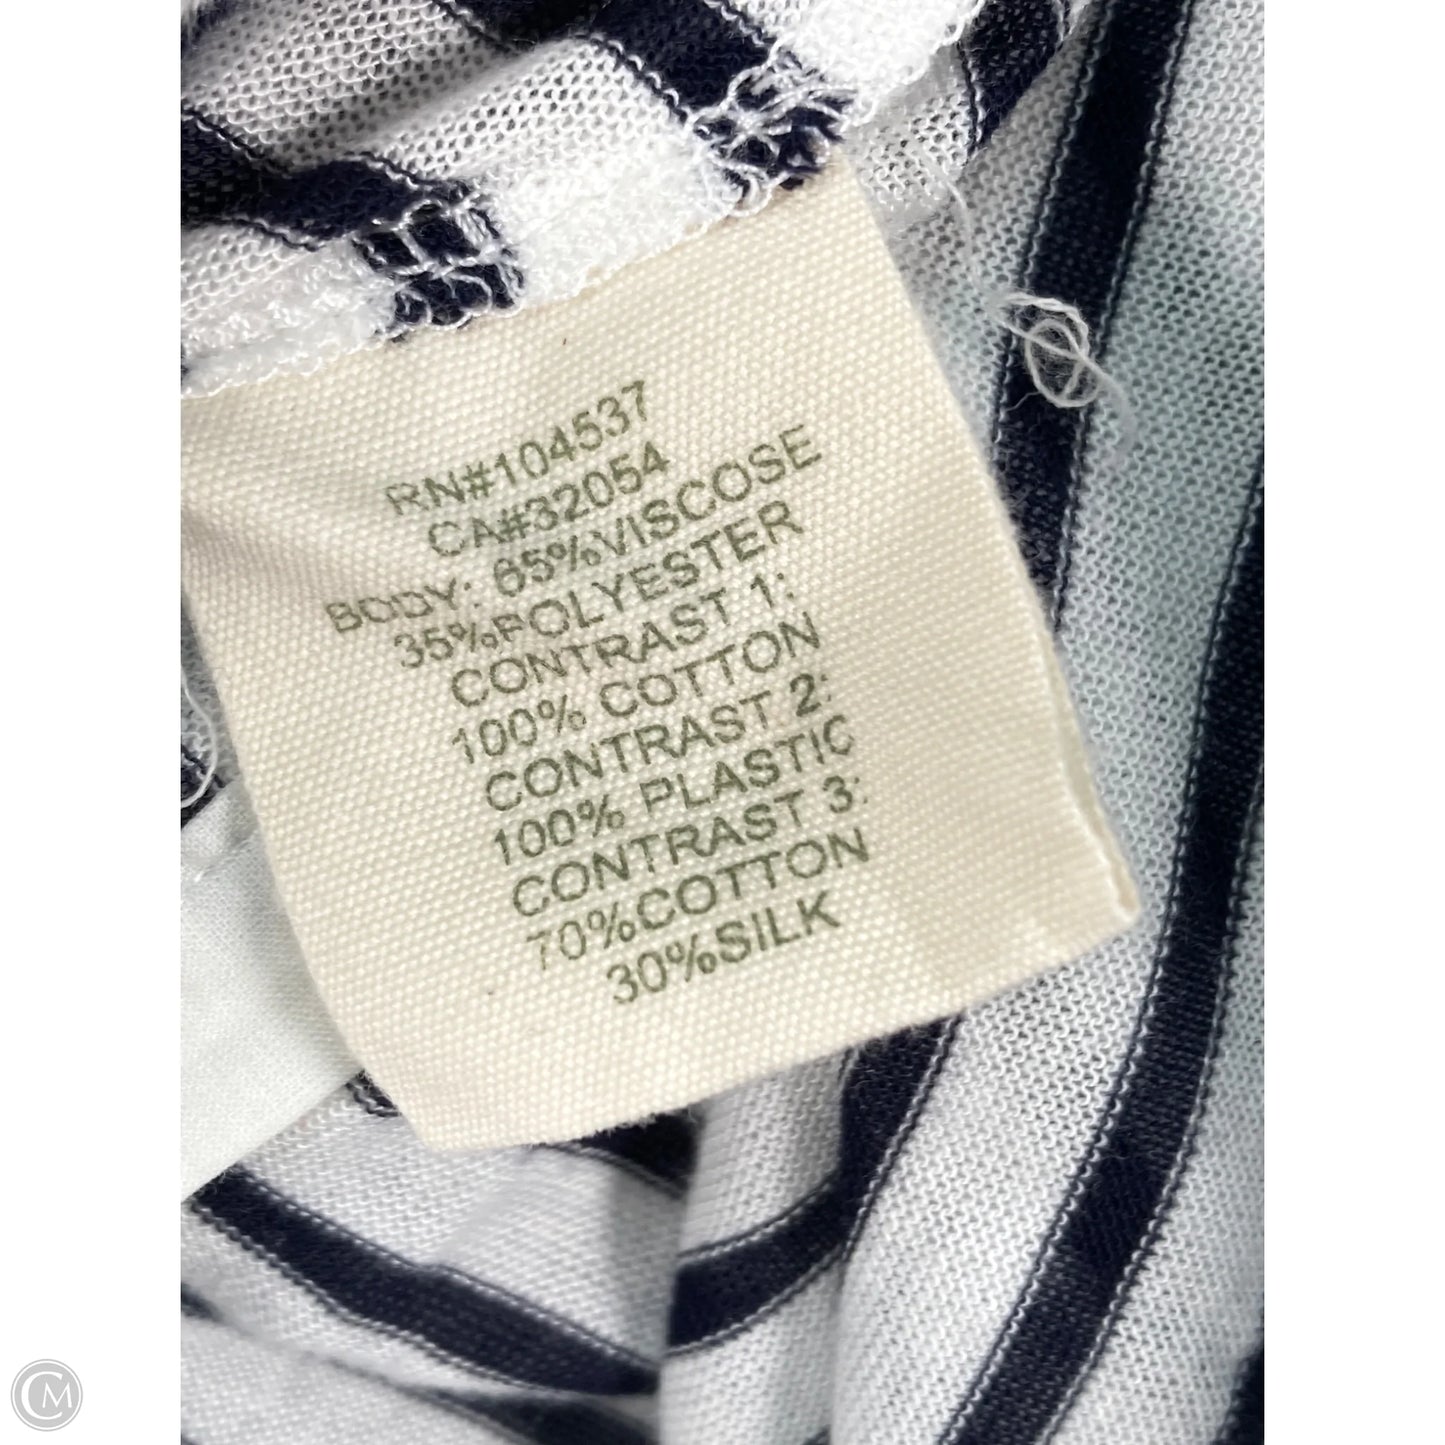 RN#104537
CA#32054
BODY: 65%VISCOSE
35%POLYESTER
CONTRAST 1:
100% COTTON
CONTRAST 2:
100% PLASTIC
CONTRAST 3:
70%COTTON
30%SILK
CM